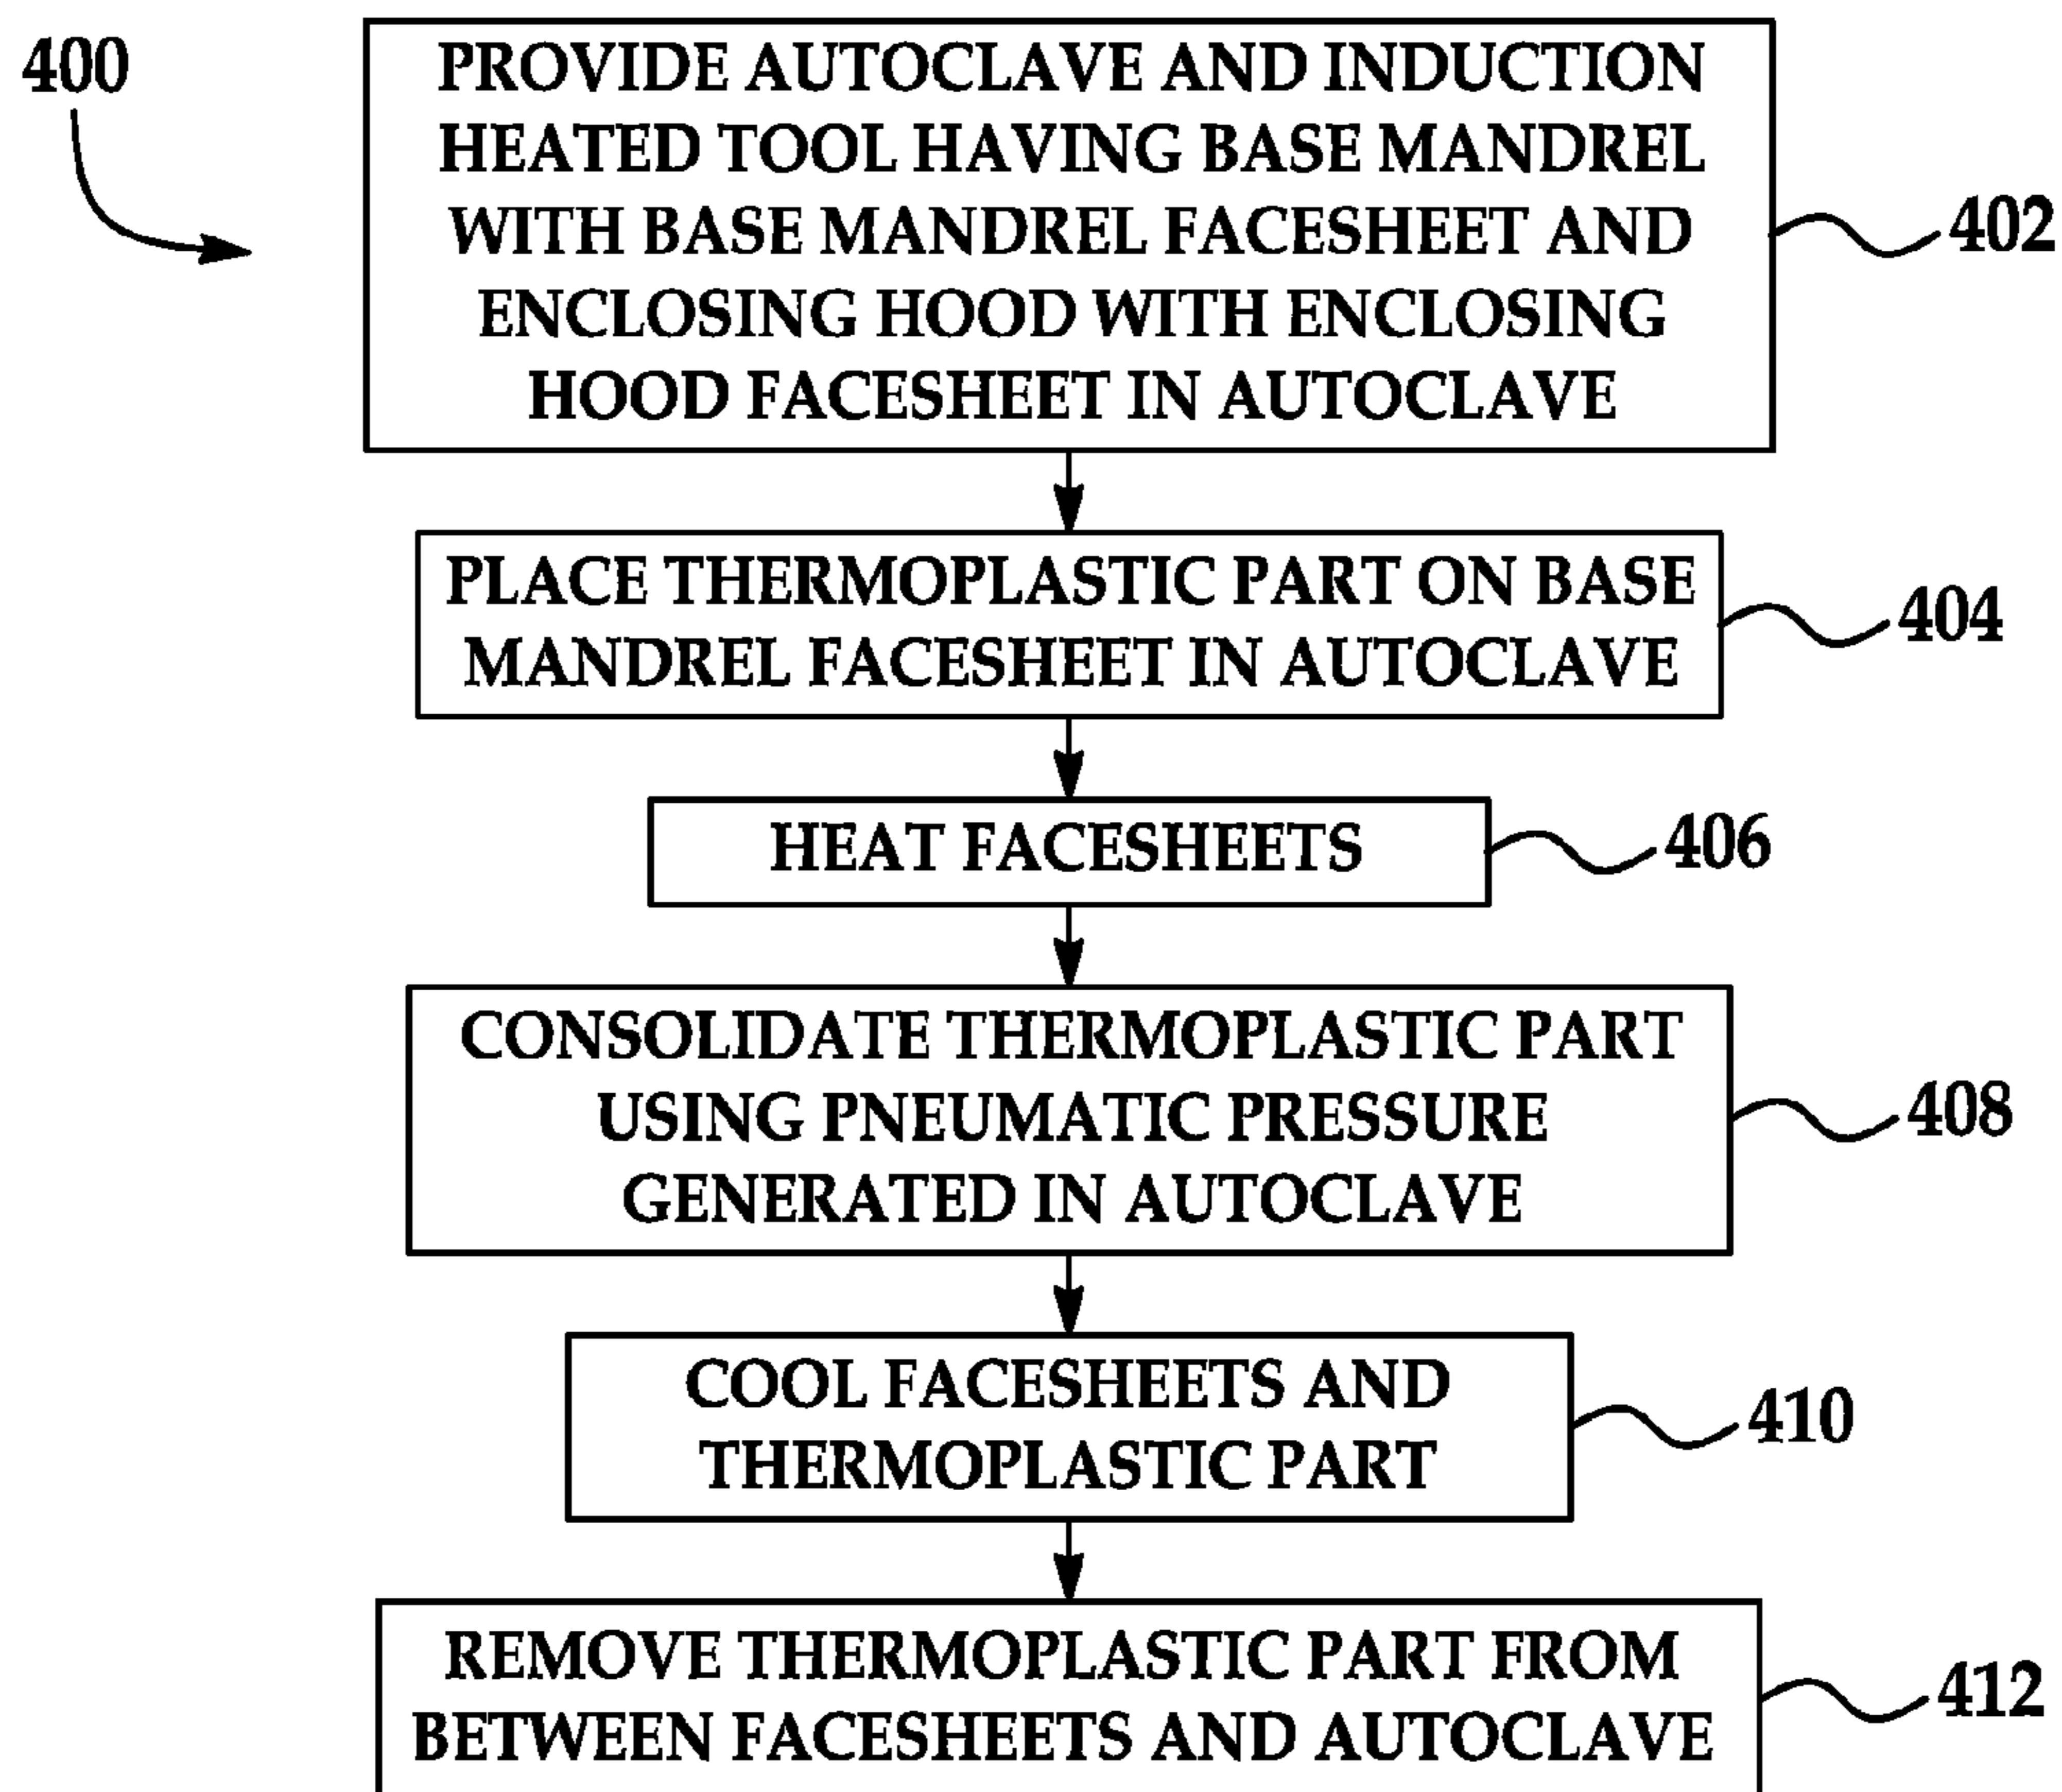 400
PROVIDE AUTOCLAVE AND INDUCTION
HEATED TOOL HAVING BASE MANDREL
WITH BASE MANDREL FACESHEET AND
ENCLOSING HOOD WITH ENCLOSING
HOOD FACESHEET IN AUTOCLAVE
402
PLACE THERMOPLASTIC PART ON BASE
MANDREL FACESHEET IN AUTOCLAVE
404
HEAT FACESHEETS
406
CONSOLIDATE THERMOPLASTIC PART
USING PNEUMATIC PRESSURE
GENERATED IN AUTOCLAVE
408
COOL FACESHEETS AND
THERMOPLASTIC PART
410
REMOVE THERMOPLASTIC PART FROM
BETWEEN FACESHEETS AND AUTOCLAVE
412